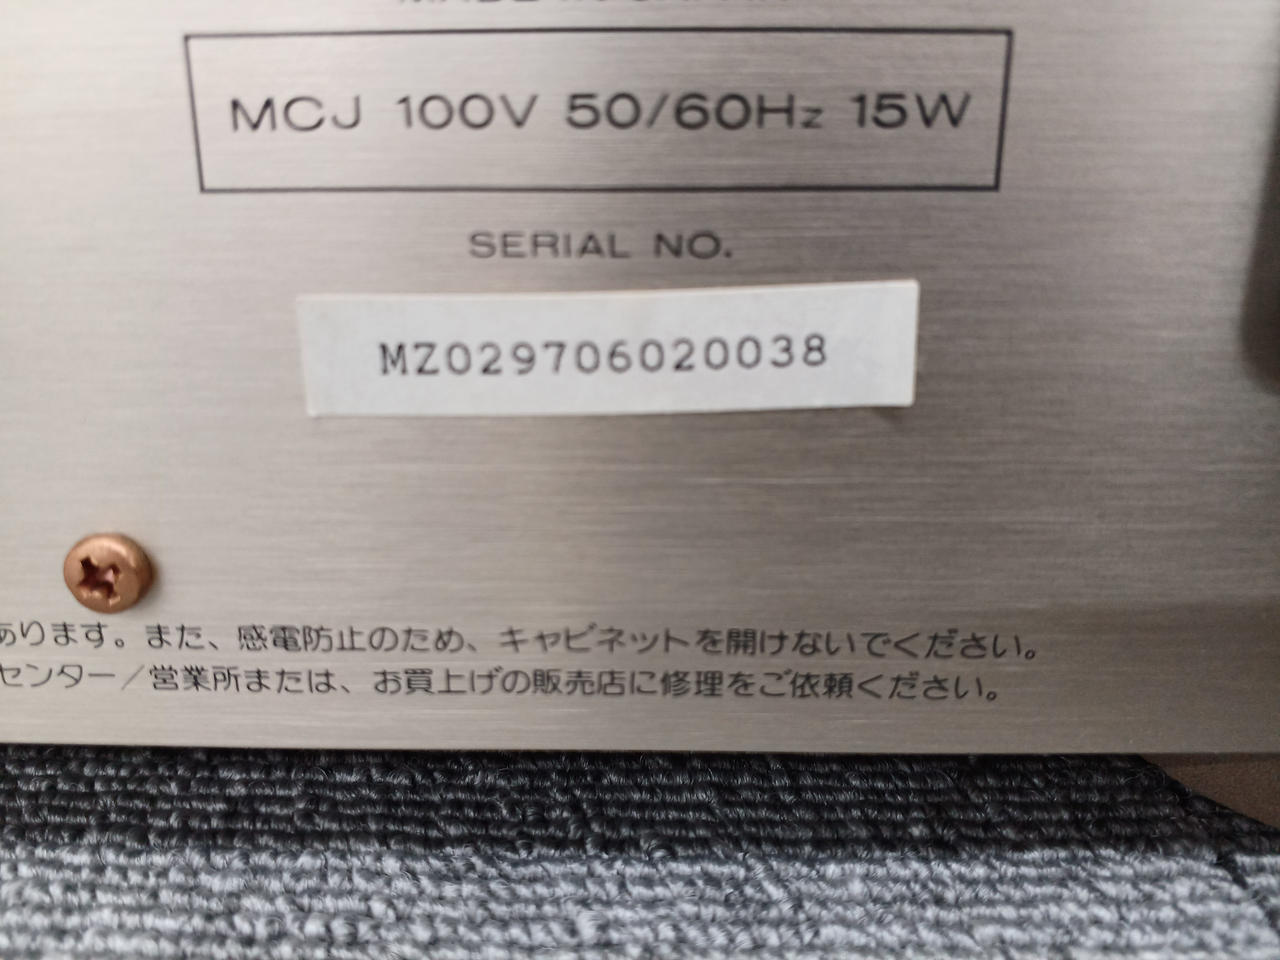 MADE IN JAPAN
MCJ 100V 50/60Hz 15W
SERIAL NO.
MZ029706020038
あります。また、感電防止のため、キャビネットを開けないでください。
センター/営業所または、お買上げの販売店に修理をご依頼ください。